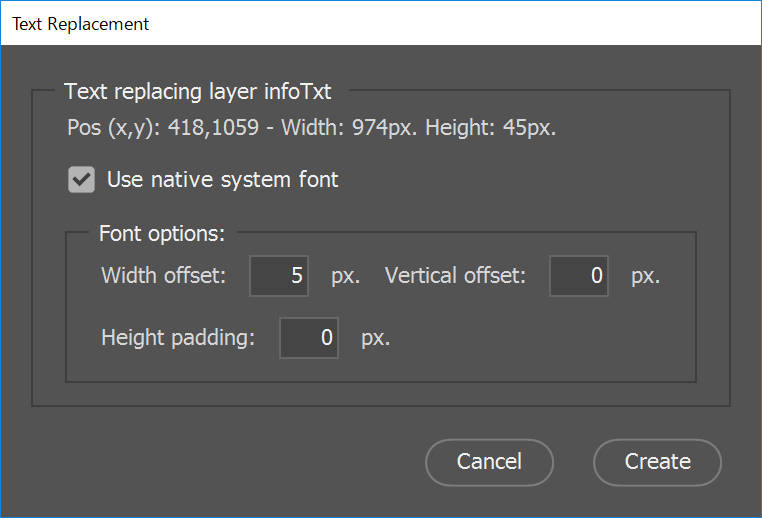 Text Replacement
Text replacing layer infoTxt
Pos (x,y): 418,1059 - Width: 974px. Height: 45px.
Use native system font
Font options:
Width offset: 5 px. Vertical offset: 0 px.
Height padding: 0 px.
Cancel Create